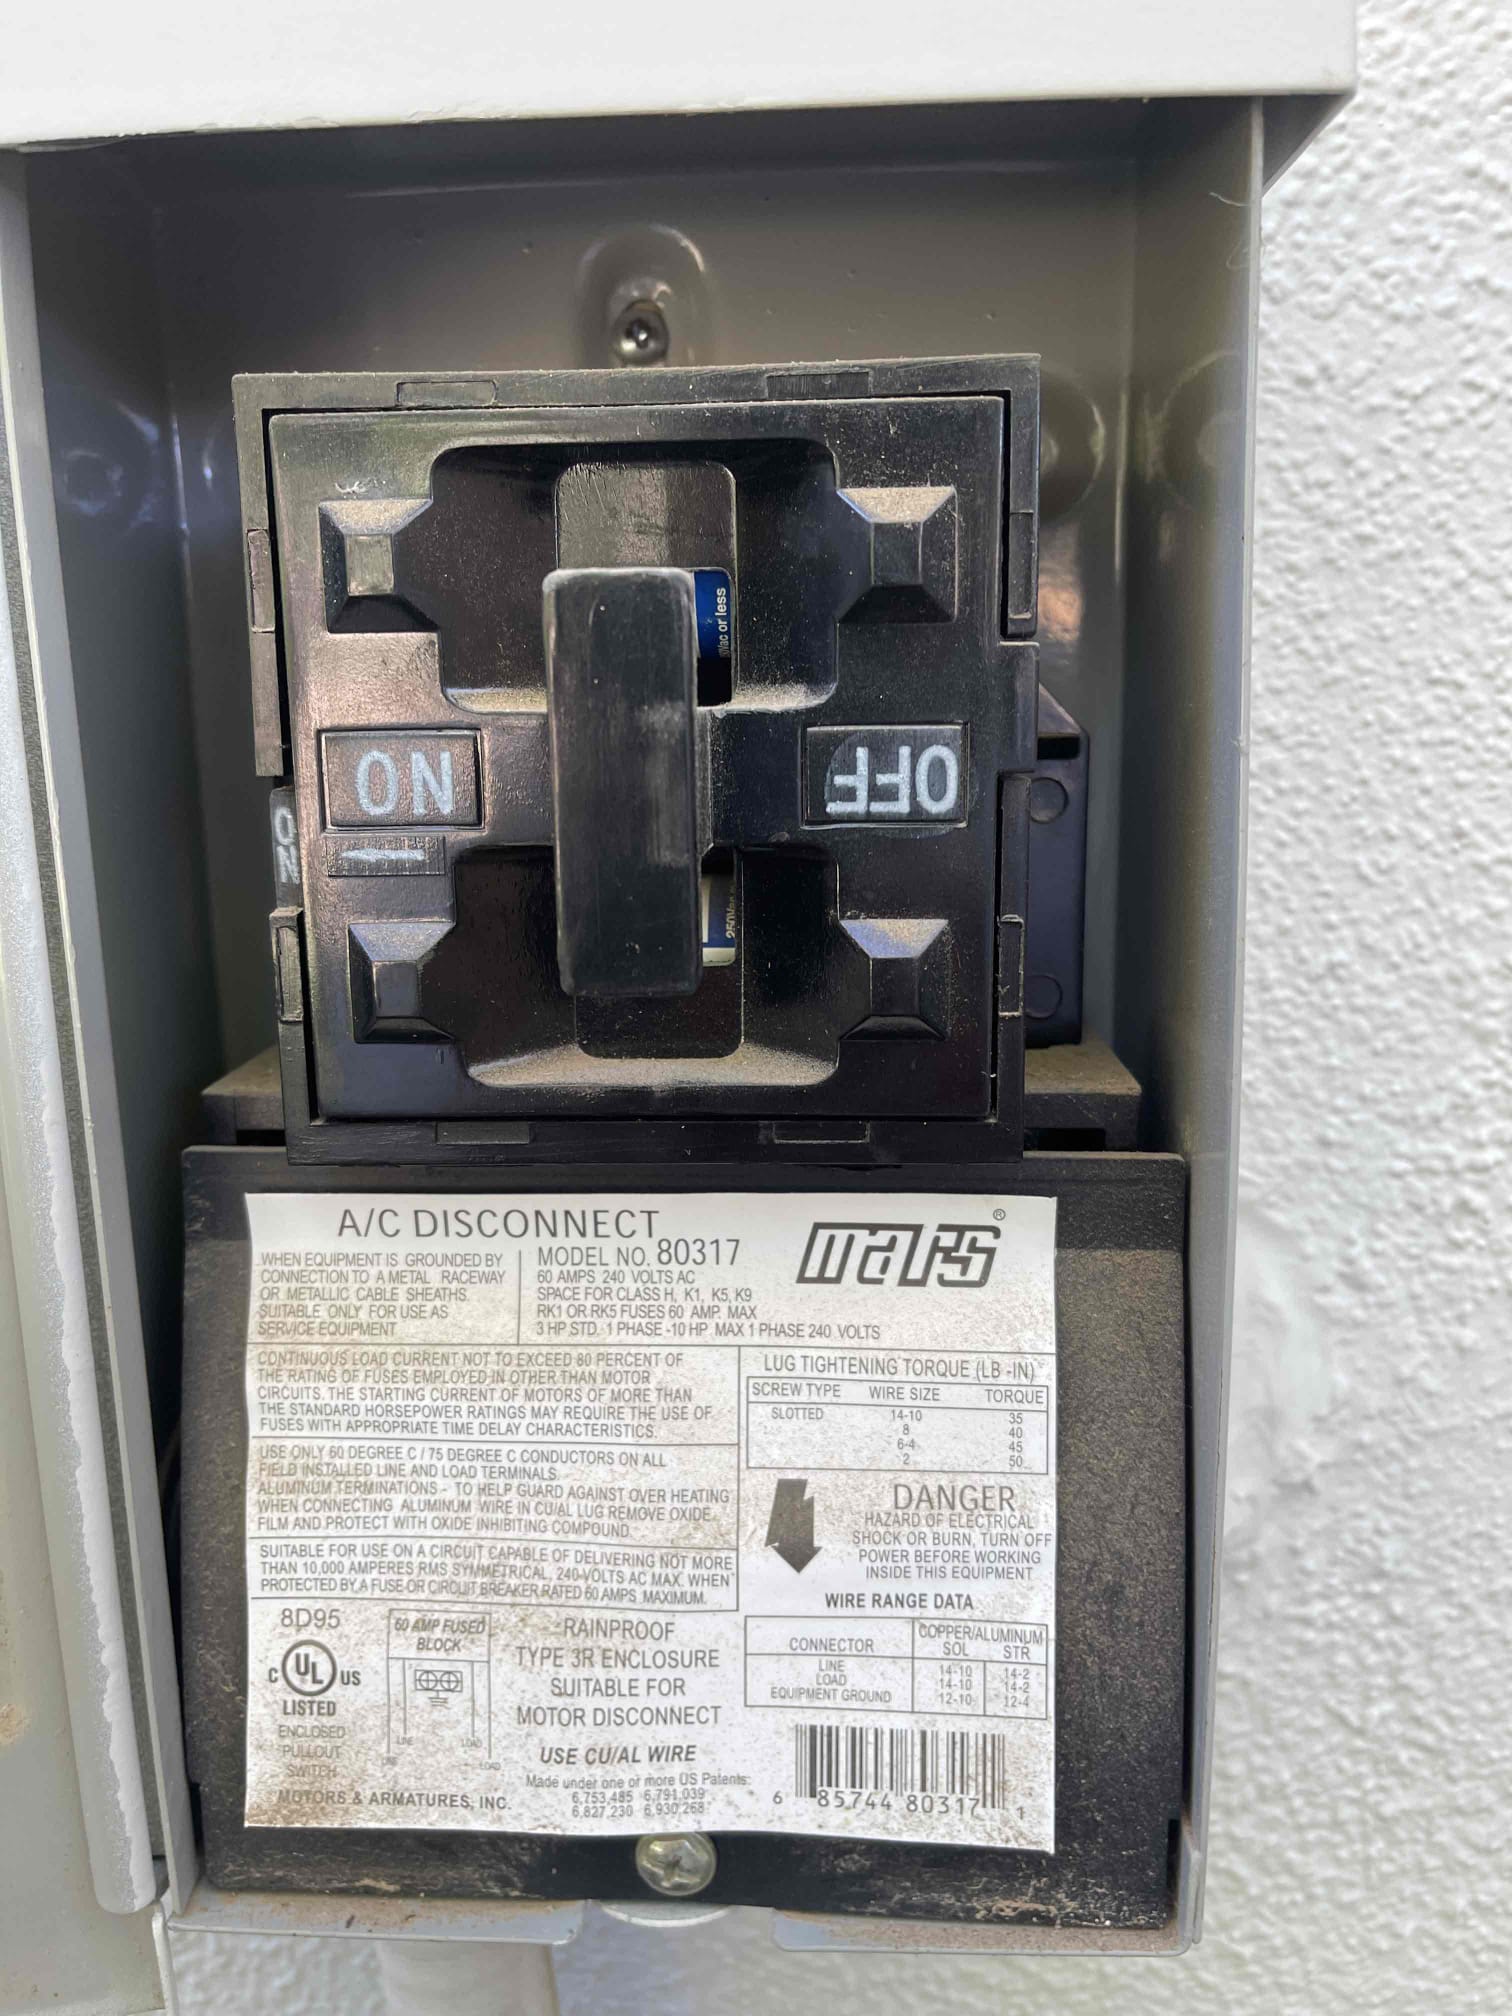 Vac or less
ON
OFF
ON
250Vac
A/C DISCONNECT
WHEN EQUIPMENT IS GROUNDED BY
CONNECTION TO A METAL RACEWAY
OR METALLIC CABLE SHEATHS.
SUITABLE ONLY FOR USE AS
SERVICE EQUIPMENT
MODEL NO. 80317
60 AMPS 240 VOLTS AC
SPACE FOR CLASS H, K1, K5, K9
RK1 OR RK5 FUSES 60 AMP. MAX
3 HP STD. 1 PHASE -10 HP MAX 1 PHASE 240 VOLTS
mars®
CONTINUOUS LOAD CURRENT NOT TO EXCEED 80 PERCENT OF
THE RATING OF FUSES EMPLOYED IN OTHER THAN MOTOR
CIRCUITS. THE STARTING CURRENT OF MOTORS OF MORE THAN
THE STANDARD HORSEPOWER RATINGS MAY REQUIRE THE USE OF
FUSES WITH APPROPRIATE TIME DELAY CHARACTERISTICS.
USE ONLY 60 DEGREE C / 75 DEGREE C CONDUCTORS ON ALL
FIELD INSTALLED LINE AND LOAD TERMINALS.
ALUMINUM TERMINATIONS - TO HELP GUARD AGAINST OVER HEATING
WHEN CONNECTING ALUMINUM WIRE IN CU/AL LUG REMOVE OXIDE
FILM AND PROTECT WITH OXIDE INHIBITING COMPOUND.
SUITABLE FOR USE ON A CIRCUIT CAPABLE OF DELIVERING NOT MORE
THAN 10,000 AMPERES RMS SYMMETRICAL, 240-VOLTS AC MAX. WHEN
PROTECTED BY A FUSE OR CIRCUIT BREAKER RATED 60 AMPS MAXIMUM.
LUG TIGHTENING TORQUE (LB -IN)
SCREW TYPE WIRE SIZE TORQUE
SLOTTED 14-10 35
8 40
6-4 45
2 50
DANGER
HAZARD OF ELECTRICAL
SHOCK OR BURN, TURN OFF
POWER BEFORE WORKING
INSIDE THIS EQUIPMENT
WIRE RANGE DATA
CONNECTOR COPPER/ALUMINUM
SOL STR
LINE 14-10 14-2
LOAD 14-10 14-2
EQUIPMENT GROUND 12-10 12-4
8D95
C UL US
LISTED
ENCLOSED
PULLOUT
SWITCH
60 AMP FUSED
BLOCK
LINE LOAD
LINE LOAD
RAINPROOF
TYPE 3R ENCLOSURE
SUITABLE FOR
MOTOR DISCONNECT
USE CU/AL WIRE
Made under one or more US Patents:
6,753,485 6,791,039
6,827,230 6,930,268
MOTORS & ARMATURES, INC.
6 85744 80317 1